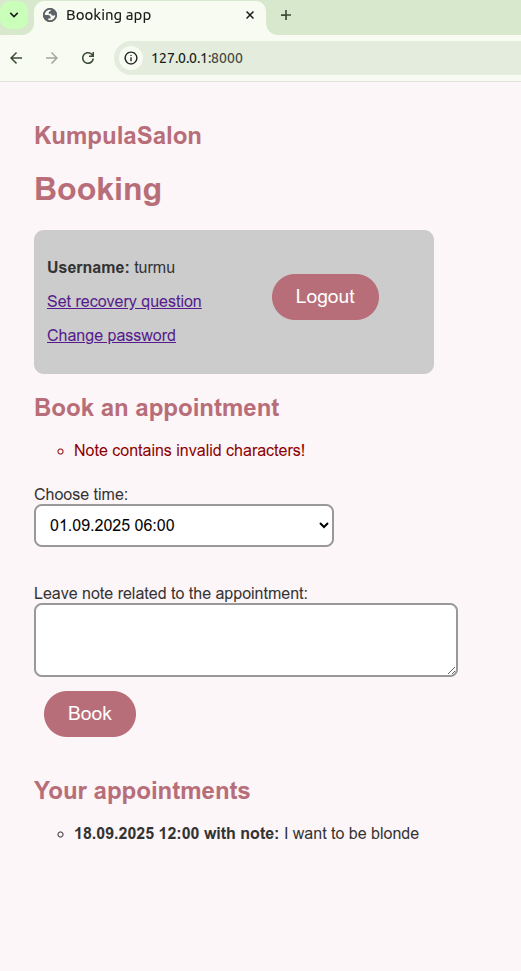 Booking app
127.0.0.1:8000
KumpulaSalon
Booking
Username: turmu
Set recovery question
Logout
Change password
Book an appointment
Note contains invalid characters!
Choose time:
01.09.2025 06:00
Leave note related to the appointment:
Book
Your appointments
18.09.2025 12:00 with note: I want to be blonde